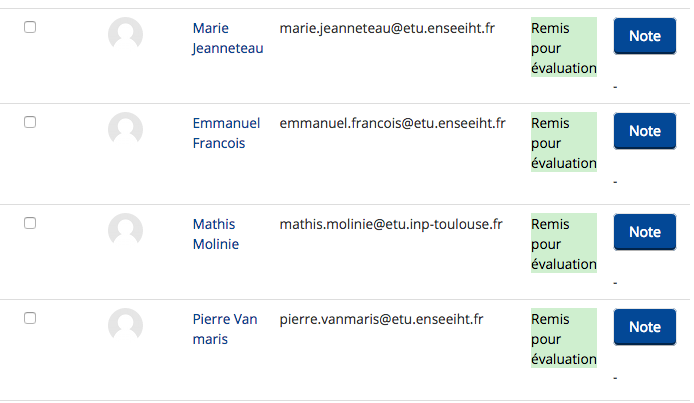 Marie marie.jeanneteau@etu.enseeiht.fr Remis Note
Jeanneteau pour
évaluation
-
Emmanuel emmanuel.francois@etu.enseeiht.fr Remis Note
Francois pour
évaluation
-
Mathis mathis.molinie@etu.inp-toulouse.fr Remis Note
Molinie pour
évaluation
-
Pierre Van pierre.vanmaris@etu.enseeiht.fr Remis Note
maris pour
évaluation
-